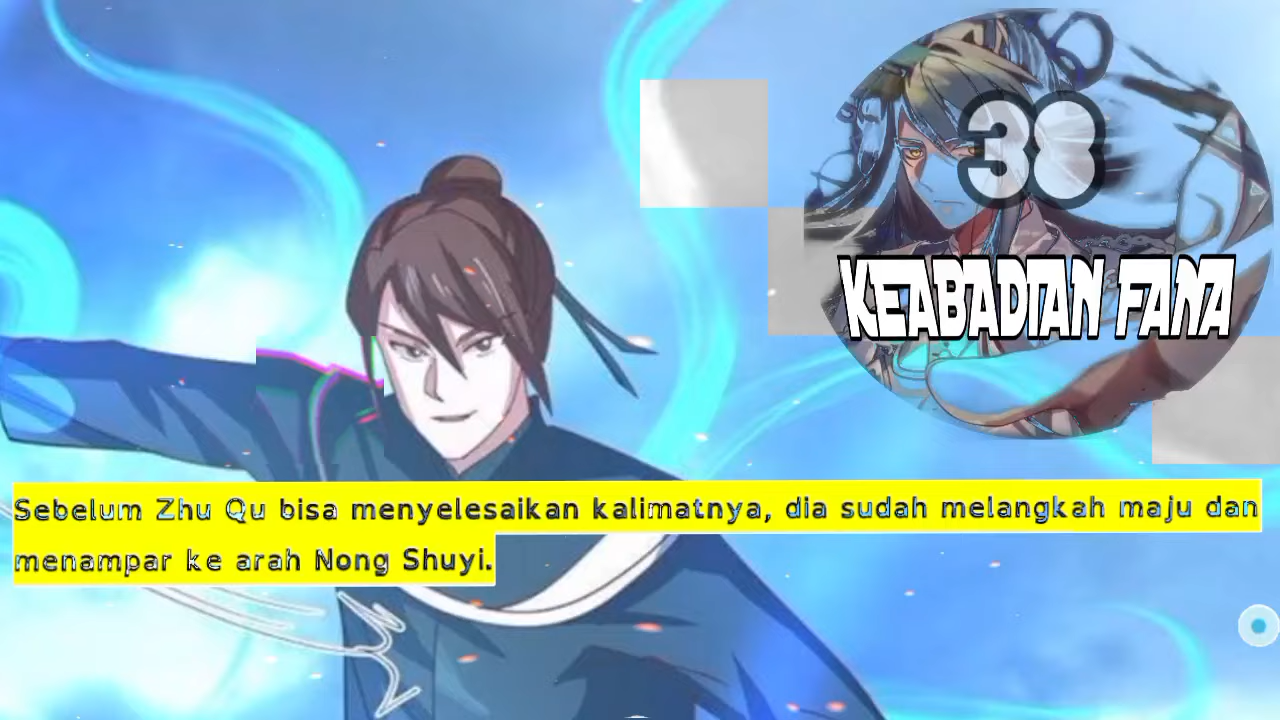 38
KEABADIAN FANA
Sebelum Zhu Qu bisa menyelesaikan kalimatnya, dia sudah melangkah maju dan
menampar ke arah Nong Shuyi.